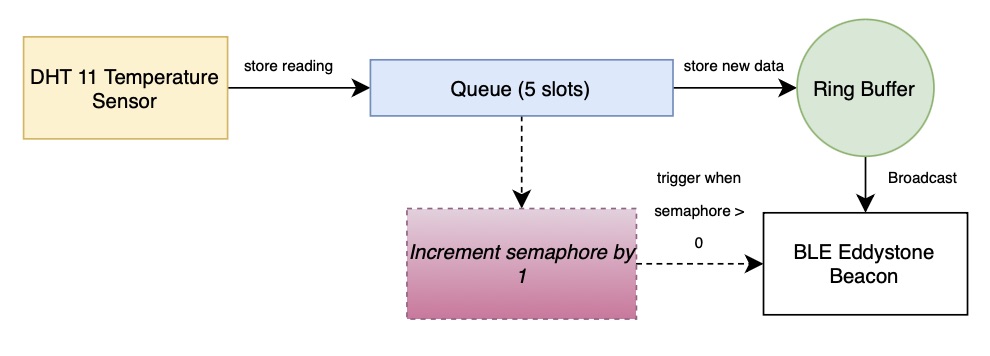 DHT 11 Temperature
Sensor
store reading
Queue (5 slots)
store new data
Ring Buffer
Broadcast
trigger when
semaphore >
0
Increment semaphore by
1
BLE Eddystone
Beacon